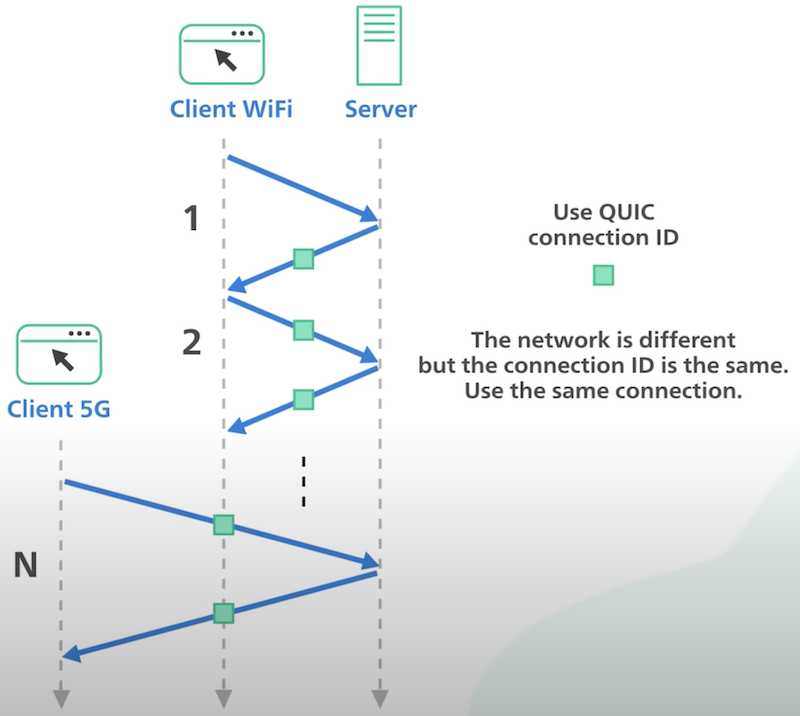 Client WiFi
Server
1
Use QUIC
connection ID
2
The network is different
but the connection ID is the same.
Use the same connection.
Client 5G
N